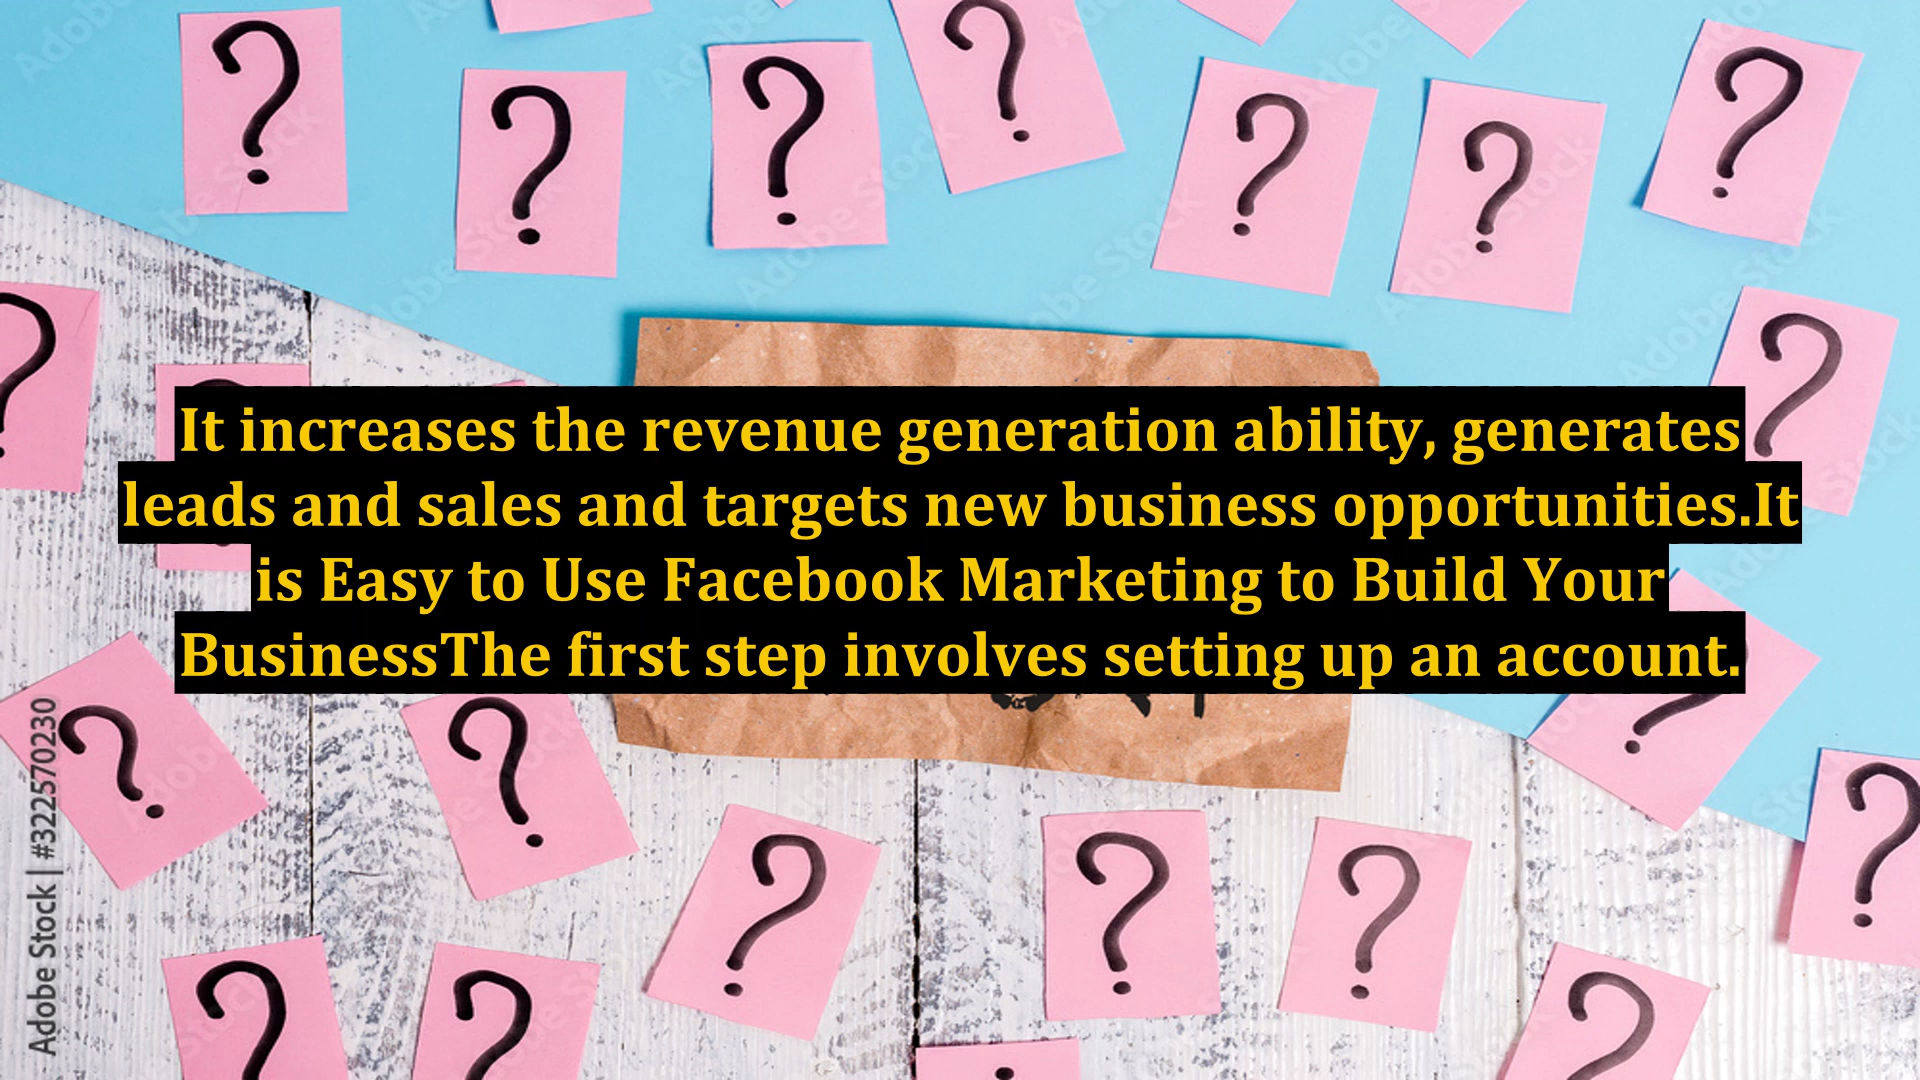 It increases the revenue generation ability, generates
leads and sales and targets new business opportunities.It
is Easy to Use Facebook Marketing to Build Your
BusinessThe first step involves setting up an account.
Adobe Stock | #322570230